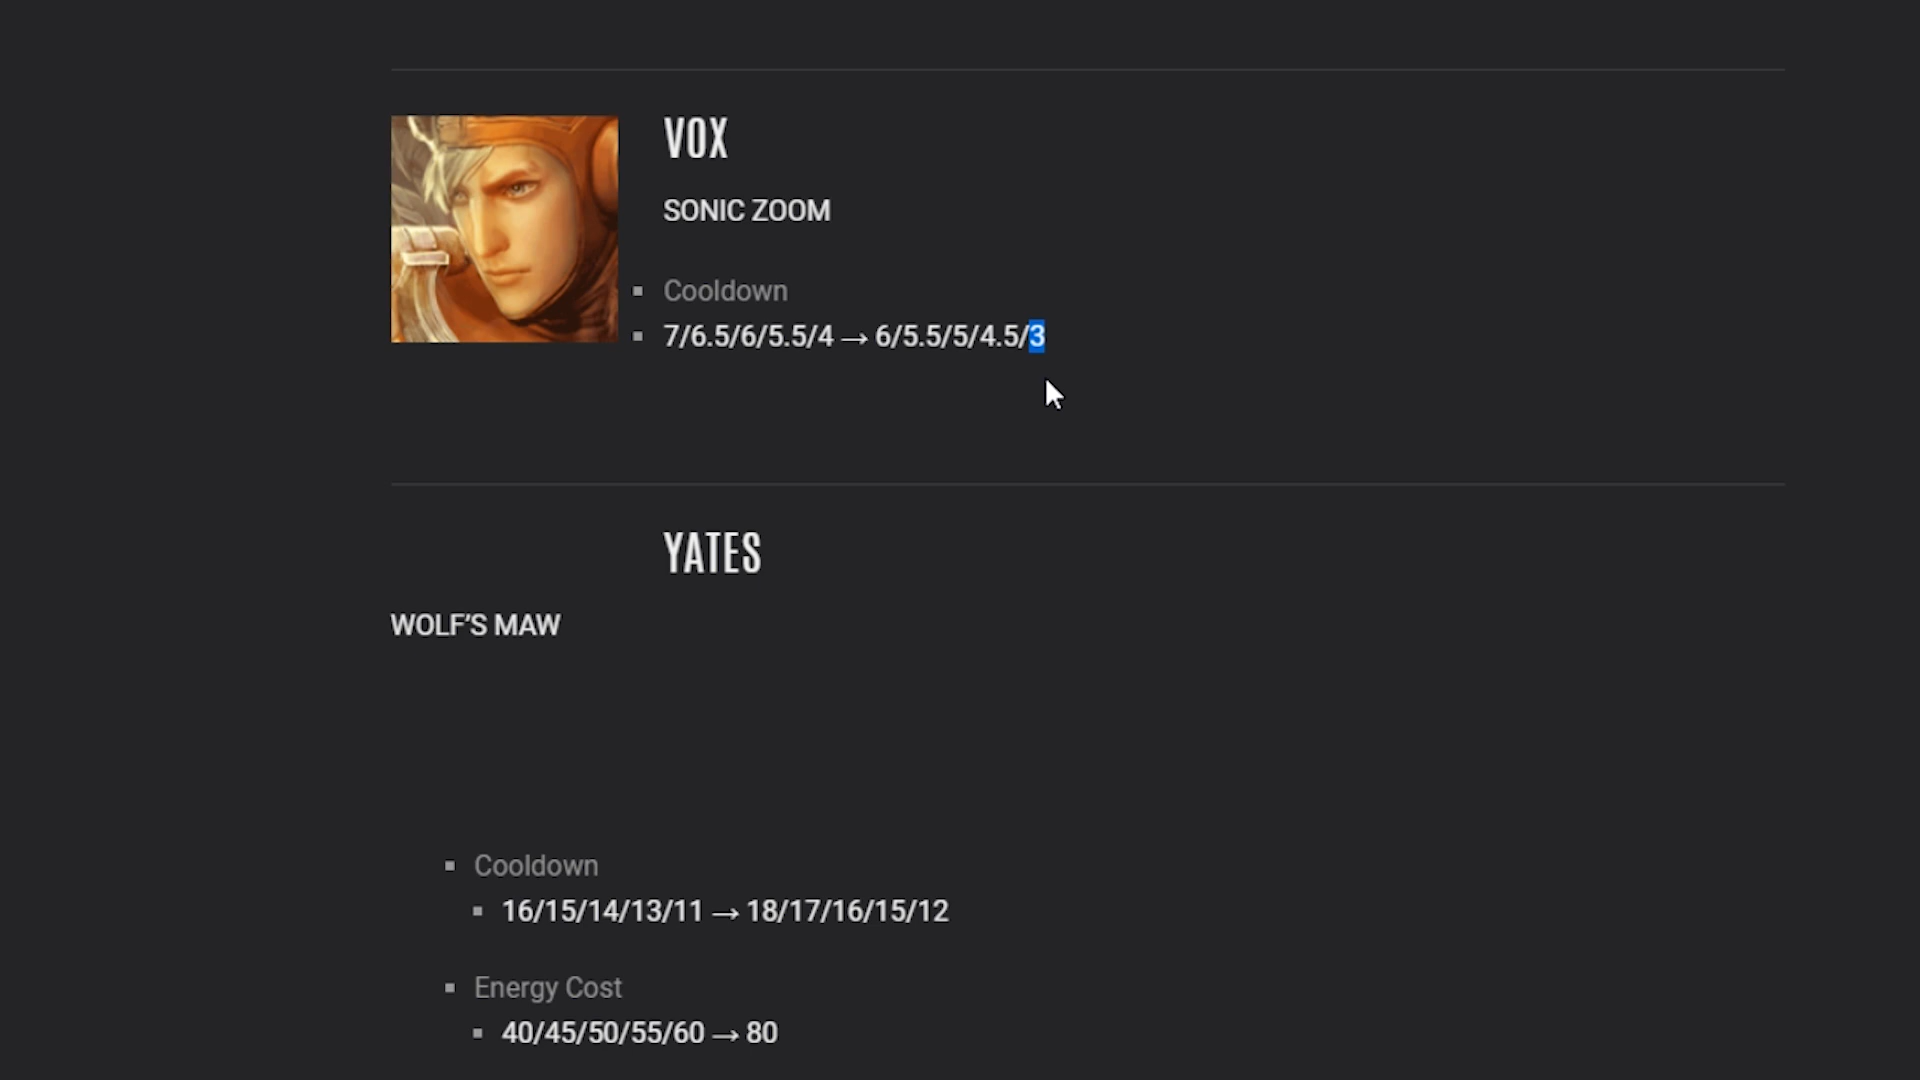 VOX
SONIC ZOOM
Cooldown
7/6.5/6/5.5/4 → 6/5.5/5/4.5/3
YATES
WOLF’S MAW
Cooldown
16/15/14/13/11 → 18/17/16/15/12
Energy Cost
40/45/50/55/60 → 80